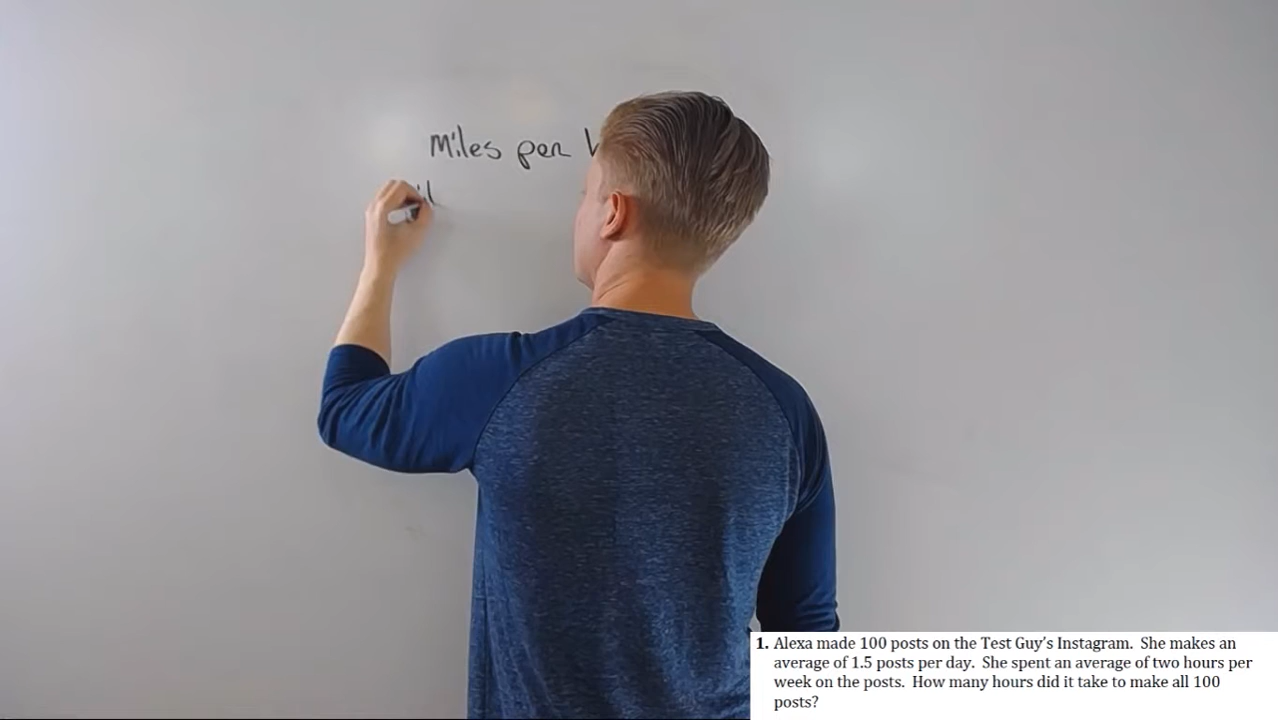 Miles per
1. Alexa made 100 posts on the Test Guy's Instagram. She makes an
average of 1.5 posts per day. She spent an average of two hours per
week on the posts. How many hours did it take to make all 100
posts?